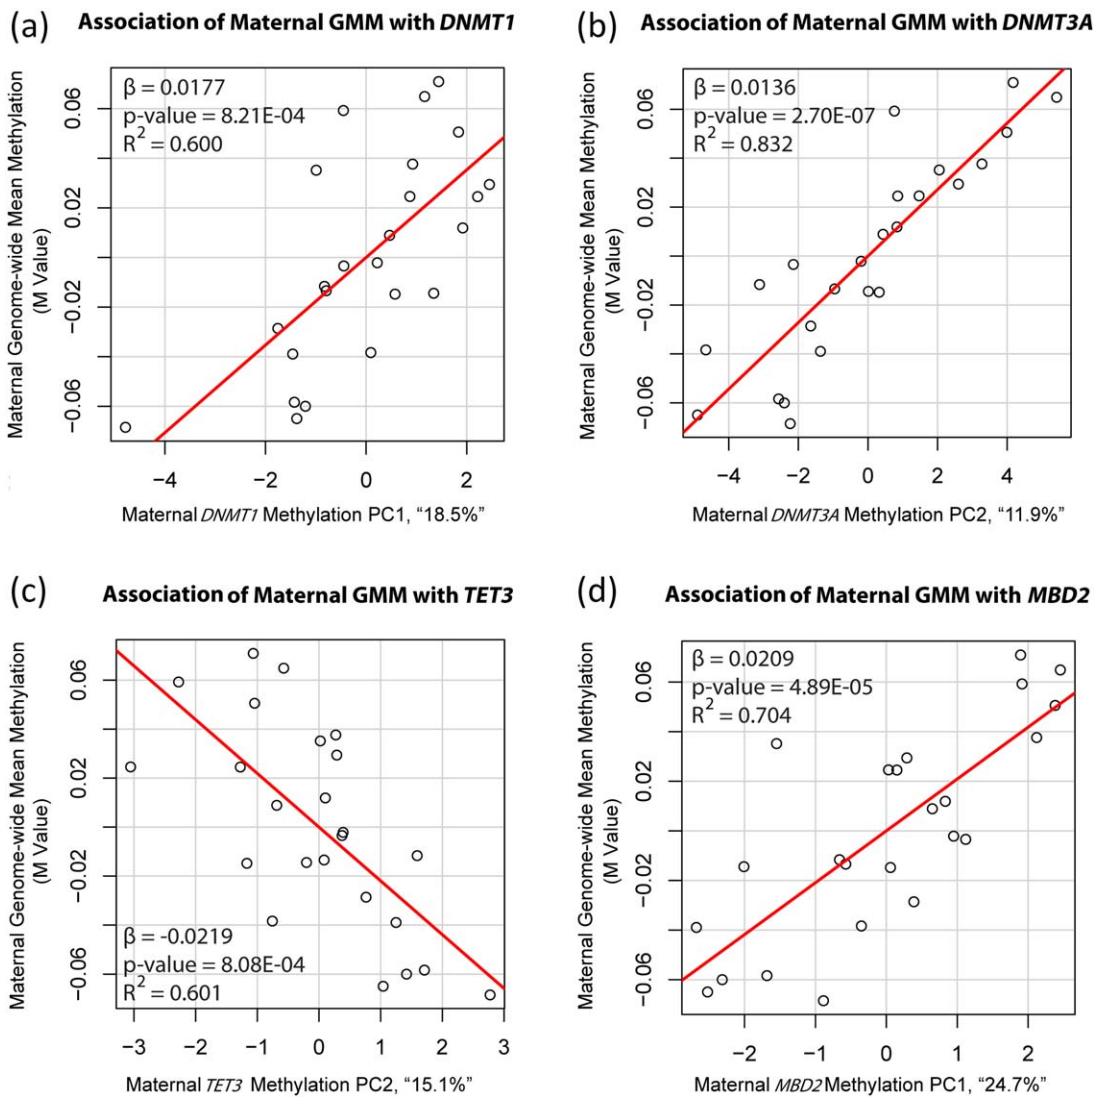 (a) Association of Maternal GMM with DNMT1
β = 0.0177
p-value = 8.21E-04
R² = 0.600
Maternal Genome-wide Mean Methylation
(M Value)
0.06
0.02
−0.02
−0.06
−4 −2 0 2
Maternal DNMT1 Methylation PC1, “18.5%”
(b) Association of Maternal GMM with DNMT3A
β = 0.0136
p-value = 2.70E-07
R² = 0.832
Maternal Genome-wide Mean Methylation
(M Value)
0.06
0.02
−0.02
−0.06
−4 −2 0 2 4
Maternal DNMT3A Methylation PC2, “11.9%”
(c) Association of Maternal GMM with TET3
Maternal Genome-wide Mean Methylation
(M Value)
0.06
0.02
−0.02
−0.06
β = -0.0219
p-value = 8.08E-04
R² = 0.601
−3 −2 −1 0 1 2 3
Maternal TET3 Methylation PC2, “15.1%”
(d) Association of Maternal GMM with MBD2
β = 0.0209
p-value = 4.89E-05
R² = 0.704
Maternal Genome-wide Mean Methylation
(M Value)
0.06
0.02
−0.02
−0.06
−2 −1 0 1 2
Maternal MBD2 Methylation PC1, “24.7%”